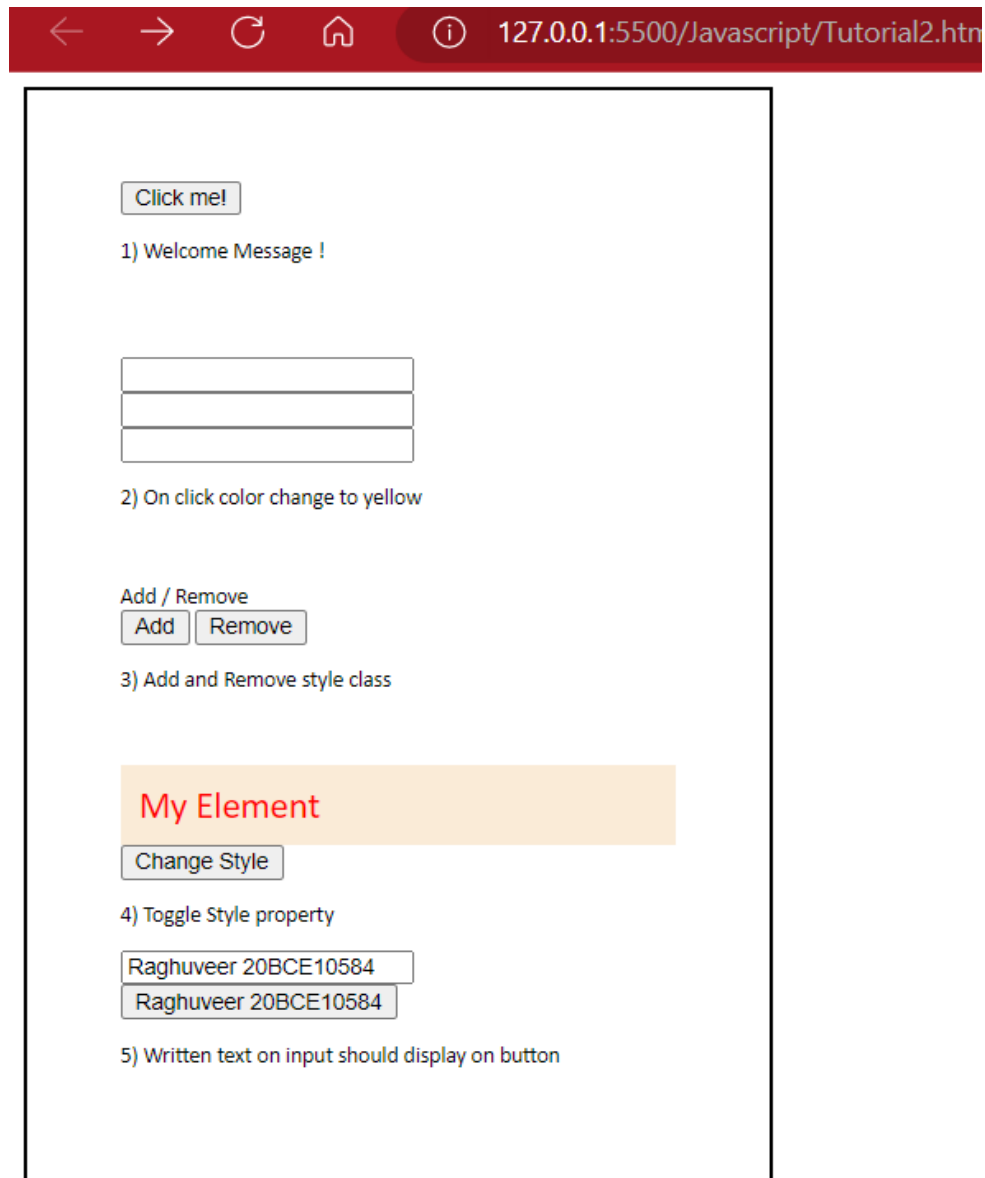 127.0.0.1:5500/Javascript/Tutorial2.htm
Click me!
1) Welcome Message !
2) On click color change to yellow
Add / Remove
Add Remove
3) Add and Remove style class
My Element
Change Style
4) Toggle Style property
Raghuveer 20BCE10584
Raghuveer 20BCE10584
5) Written text on input should display on button